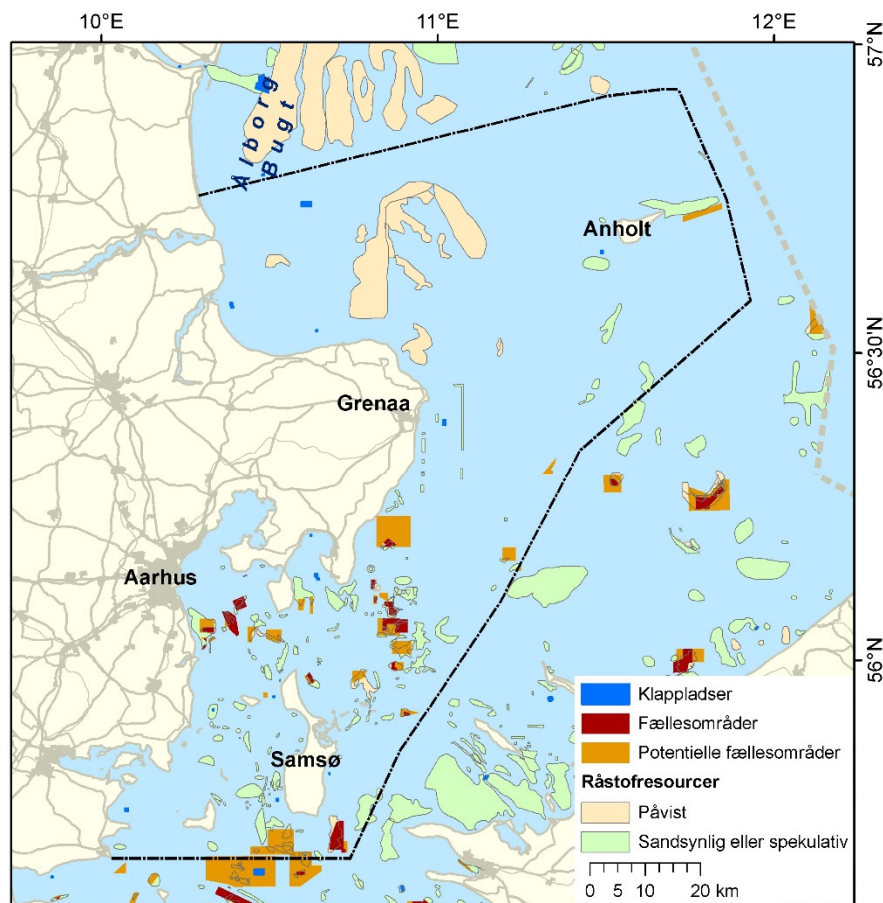 10°E
11°E
12°E
57°N
Ålborg
Bugt
Anholt
56°30'N
Grenaa
Aarhus
56°N
Samsø
Klappladser
Fællesområder
Potentielle fællesområder
Råstofresourcer
Påvist
Sandsynlig eller spekulativ
0 5 10 20 km